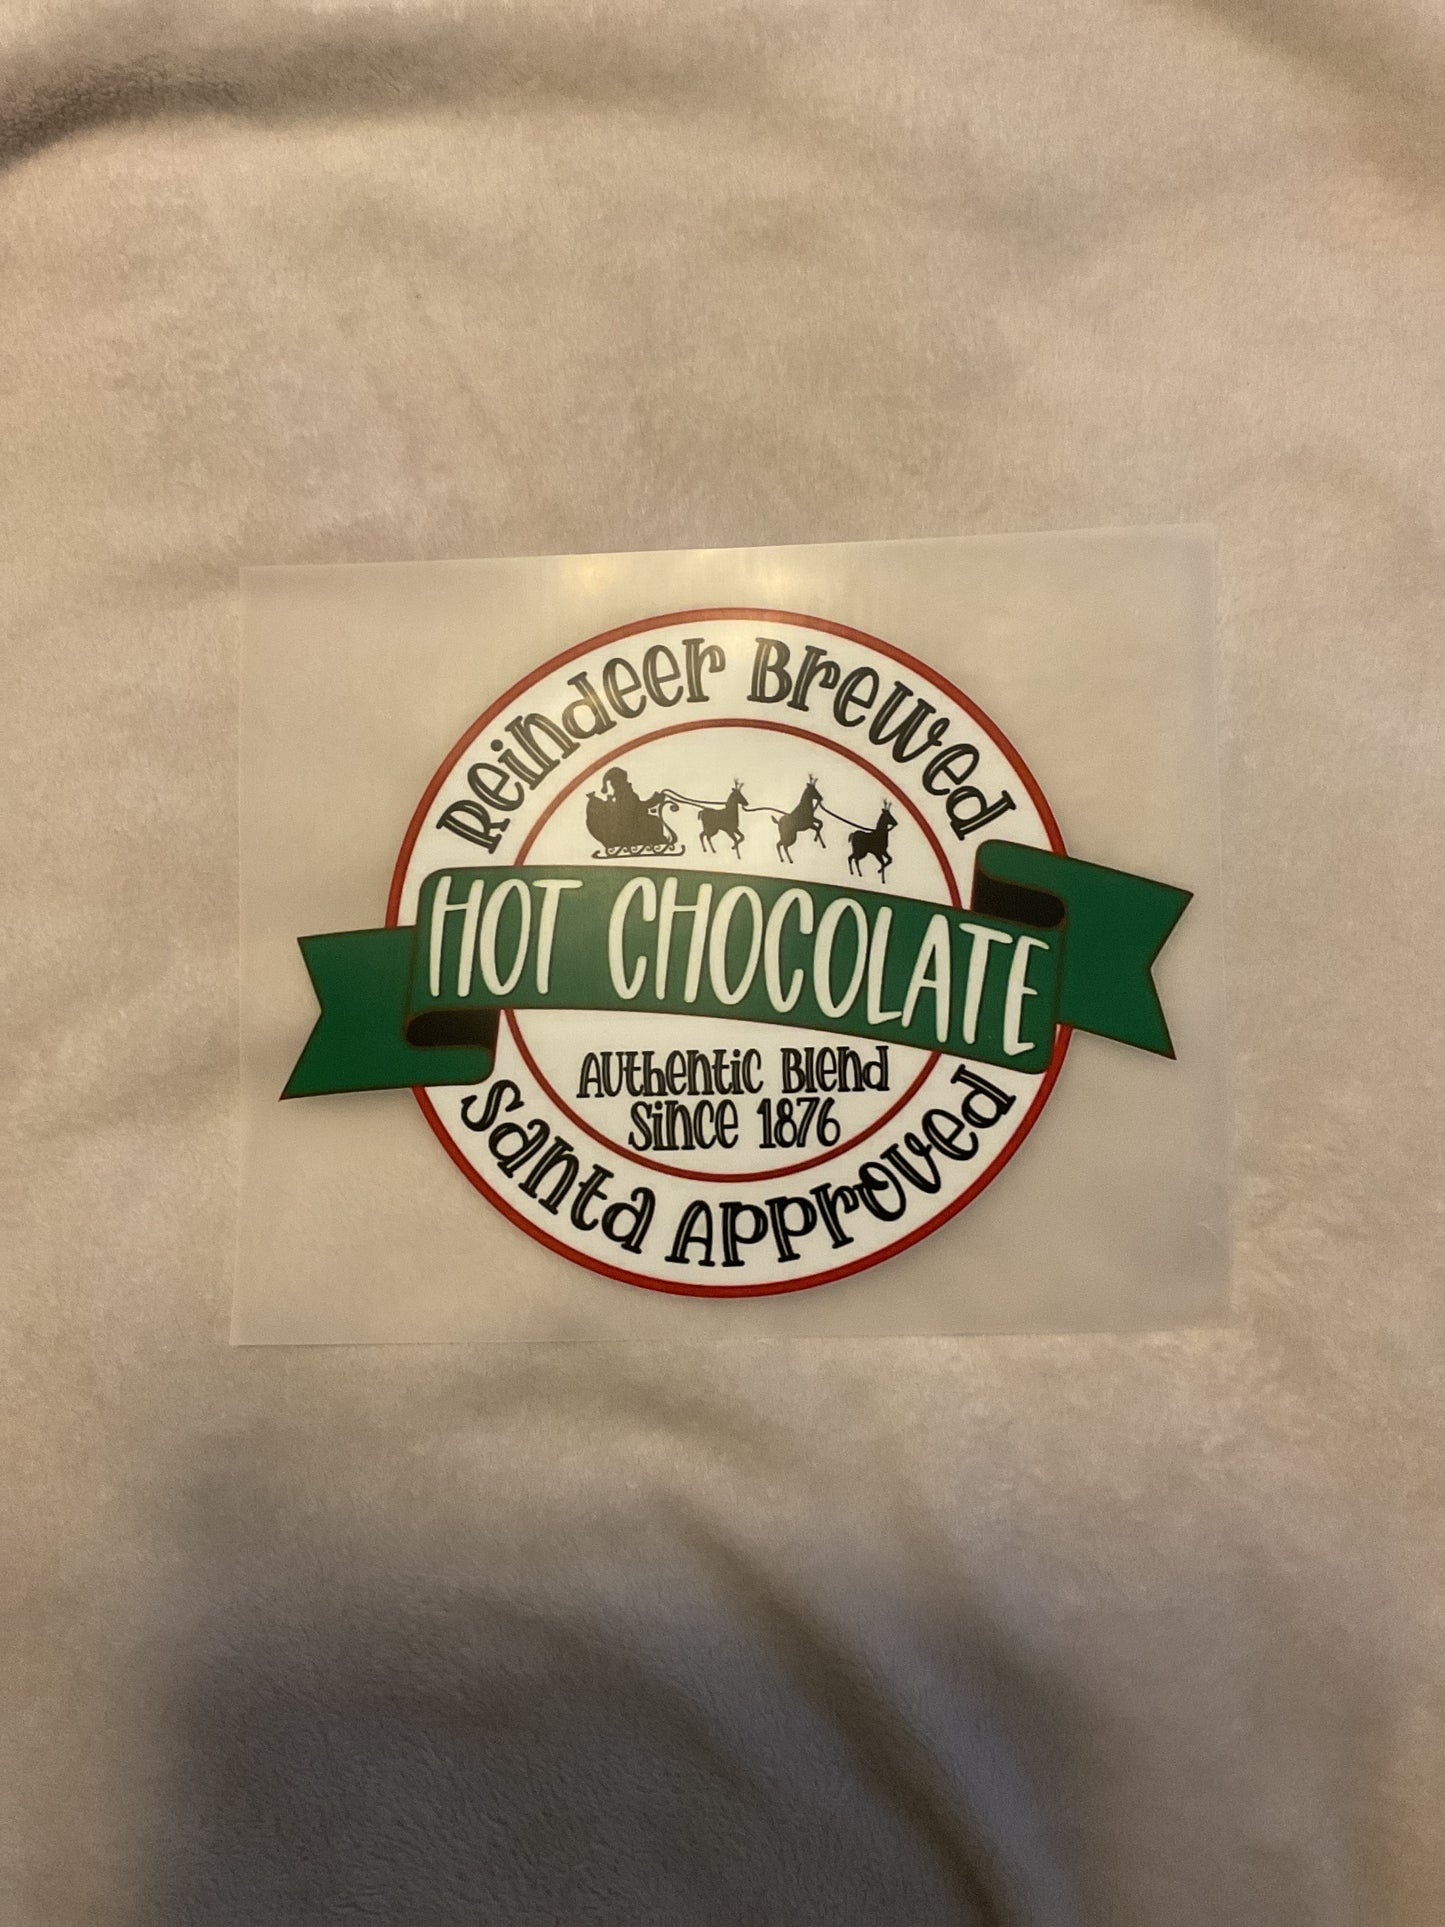 Reindeer Brewed
HOT CHOCOLATE
Authentic Blend
Since 1876
Santa Approved